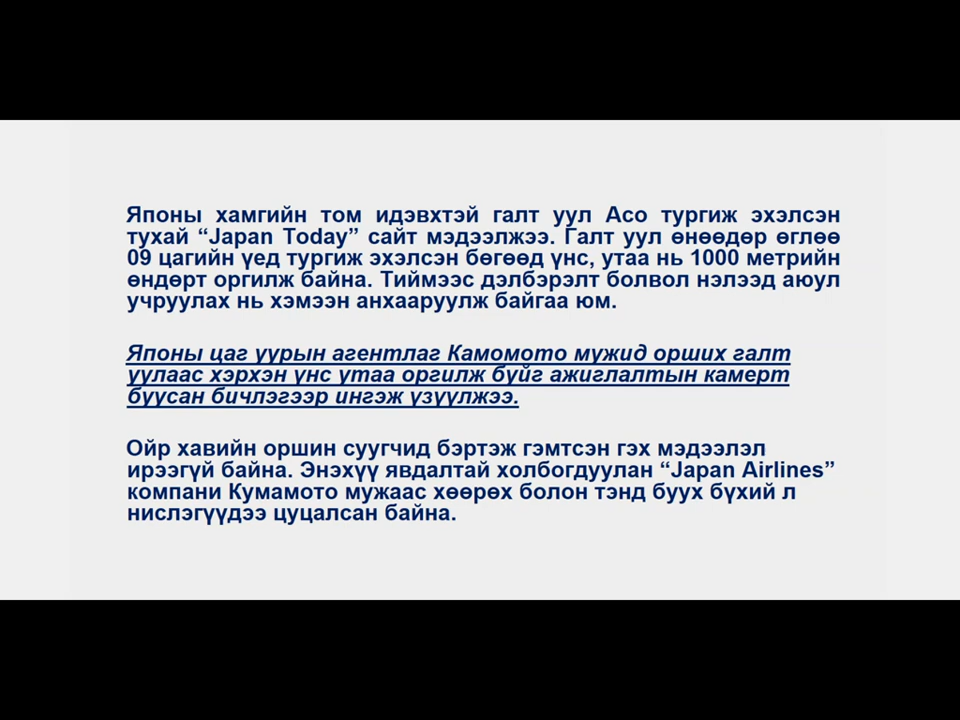 Японы хамгийн том идэвхтэй галт уул Асо тургиж эхэлсэн
тухай “Japan Today” сайт мэдээлжээ. Галт уул өнөөдөр өглөө
09 цагийн үед тургиж эхэлсэн бөгөөд үнс, утаа нь 1000 метрийн
өндөрт оргилж байна. Тиймээс дэлбэрэлт болвол нэлээд аюул
учруулах нь хэмээн анхааруулж байгаа юм.
Японы цаг уурын агентлаг Камомото мужид орших галт
уулаас хэрхэн үнс утаа оргилж буйг ажиглалтын камерт
буусан бичлэгээр ингэж үзүүлжээ.
Ойр хавийн оршин суугчид бэртэж гэмтсэн гэх мэдээлэл
ирээгүй байна. Энэхүү явдалтай холбогдуулан “Japan Airlines”
компани Кумамото мужаас хөөрөх болон тэнд буух бүхий л
нислэгүүдээ цуцалсан байна.